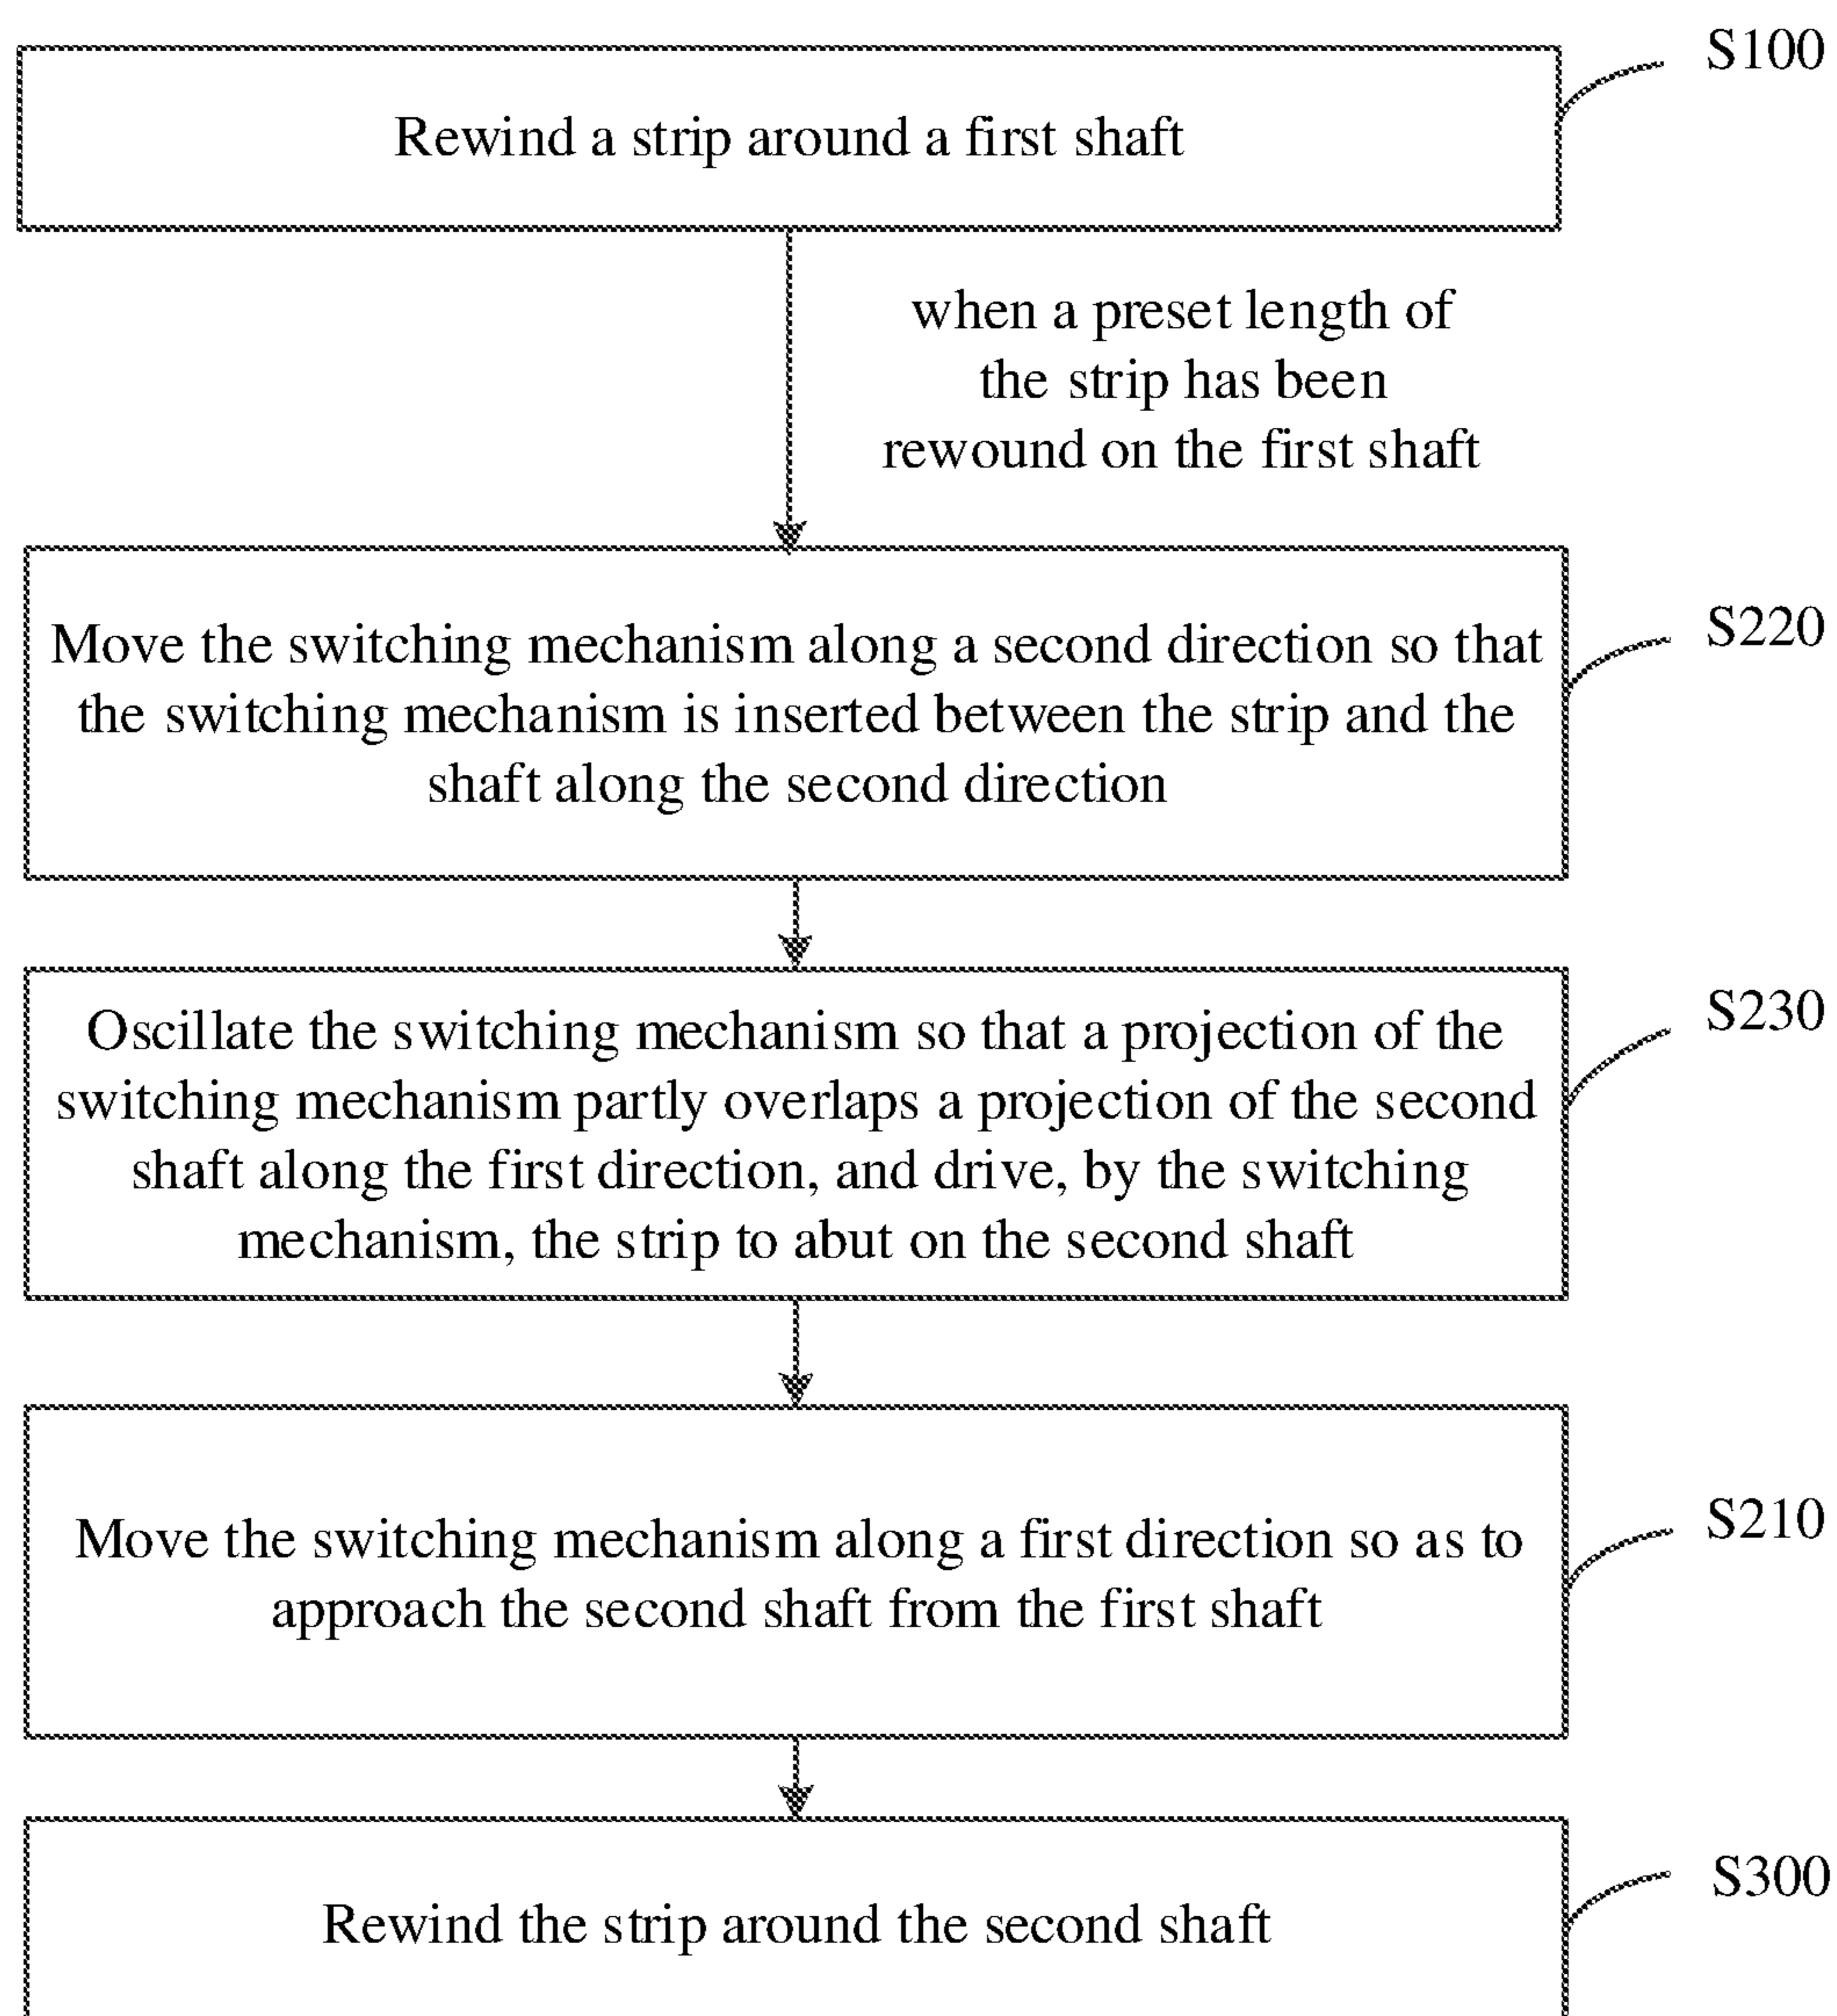 S100
Rewind a strip around a first shaft
when a preset length of
the strip has been
rewound on the first shaft
S220
Move the switching mechanism along a second direction so that
the switching mechanism is inserted between the strip and the
shaft along the second direction
S230
Oscillate the switching mechanism so that a projection of the
switching mechanism partly overlaps a projection of the second
shaft along the first direction, and drive, by the switching
mechanism, the strip to abut on the second shaft
S210
Move the switching mechanism along a first direction so as to
approach the second shaft from the first shaft
S300
Rewind the strip around the second shaft